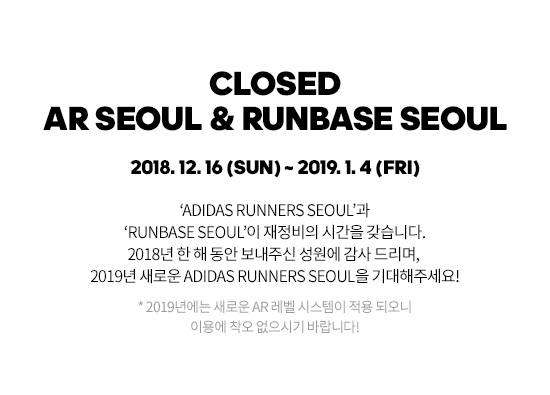 CLOSED
AR SEOUL & RUNBASE SEOUL
2018. 12. 16 (SUN) ~ 2019. 1. 4 (FRI)
‘ADIDAS RUNNERS SEOUL’과
‘RUNBASE SEOUL’이 재정비의 시간을 갖습니다.
2018년 한 해 동안 보내주신 성원에 감사 드리며,
2019년 새로운 ADIDAS RUNNERS SEOUL을 기대해주세요!
* 2019년에는 새로운 AR 레벨 시스템이 적용 되오니
이용에 착오 없으시기 바랍니다!